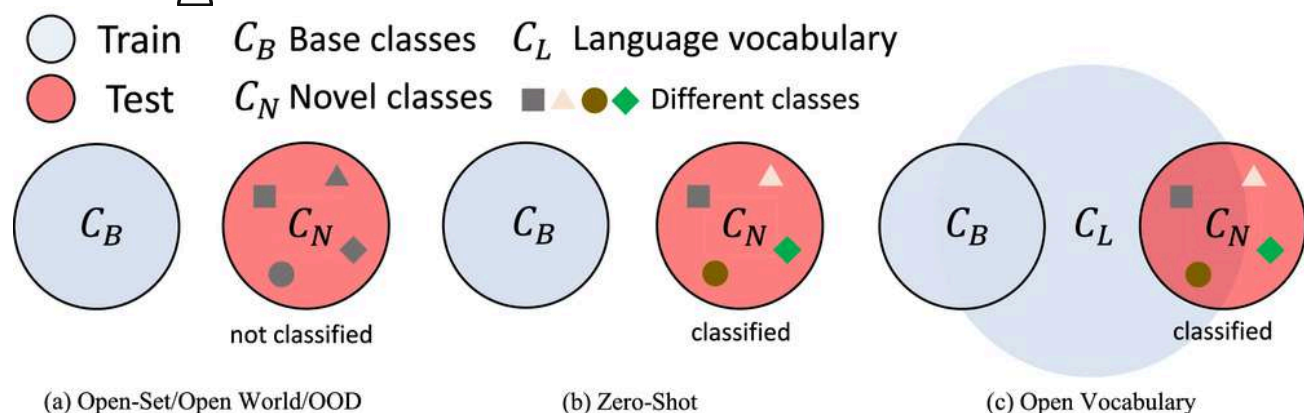 Train C_B Base classes C_L Language vocabulary
Test C_N Novel classes Different classes
C_B C_N C_B C_N C_B C_L C_N
not classified classified classified
(a) Open-Set/Open World/OOD (b) Zero-Shot (c) Open Vocabulary